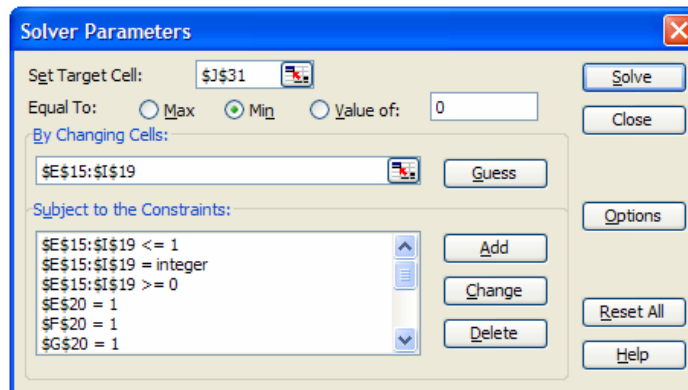 Solver Parameters
Set Target Cell: $J$31
Solve
Equal To: Max Min Value of: 0
Close
By Changing Cells:
$E$15:$I$19
Guess
Subject to the Constraints:
Options
$E$15:$I$19 <= 1
$E$15:$I$19 = integer
$E$15:$I$19 >= 0
$E$20 = 1
$F$20 = 1
$G$20 = 1
Add
Change
Delete
Reset All
Help